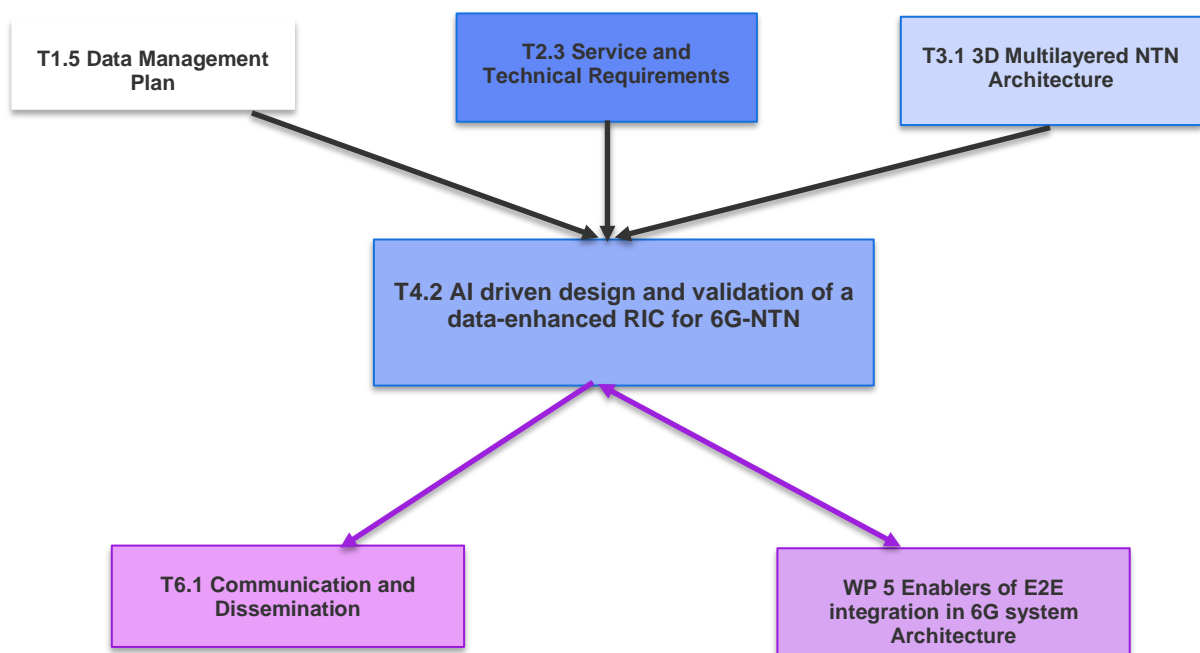 T1.5 Data Management
Plan
T2.3 Service and
Technical Requirements
T3.1 3D Multilayered NTN
Architecture
T4.2 AI driven design and validation of a
data-enhanced RIC for 6G-NTN
T6.1 Communication and
Dissemination
WP 5 Enablers of E2E
integration in 6G system
Architecture